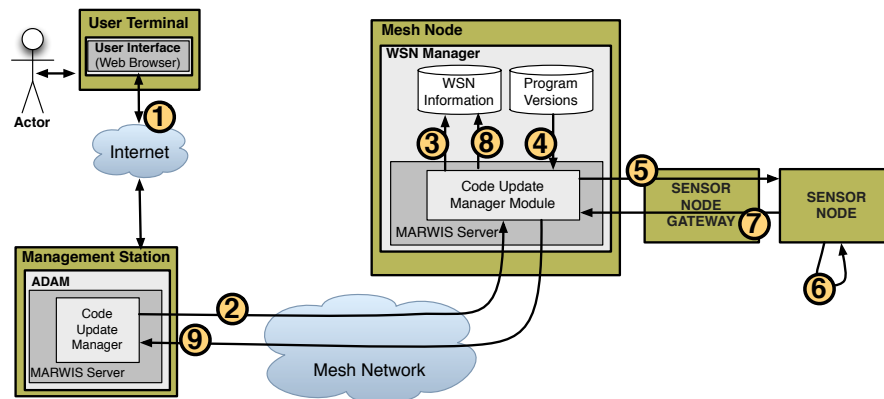 User Terminal
User Interface
(Web Browser)
Actor
1
Internet
Management Station
ADAM
Code
Update
Manager
MARWIS Server
2
9
Mesh Network
Mesh Node
WSN Manager
WSN
Information
Program
Versions
3
8
4
Code Update
Manager Module
MARWIS Server
5
SENSOR
NODE
GATEWAY
7
SENSOR
NODE
6